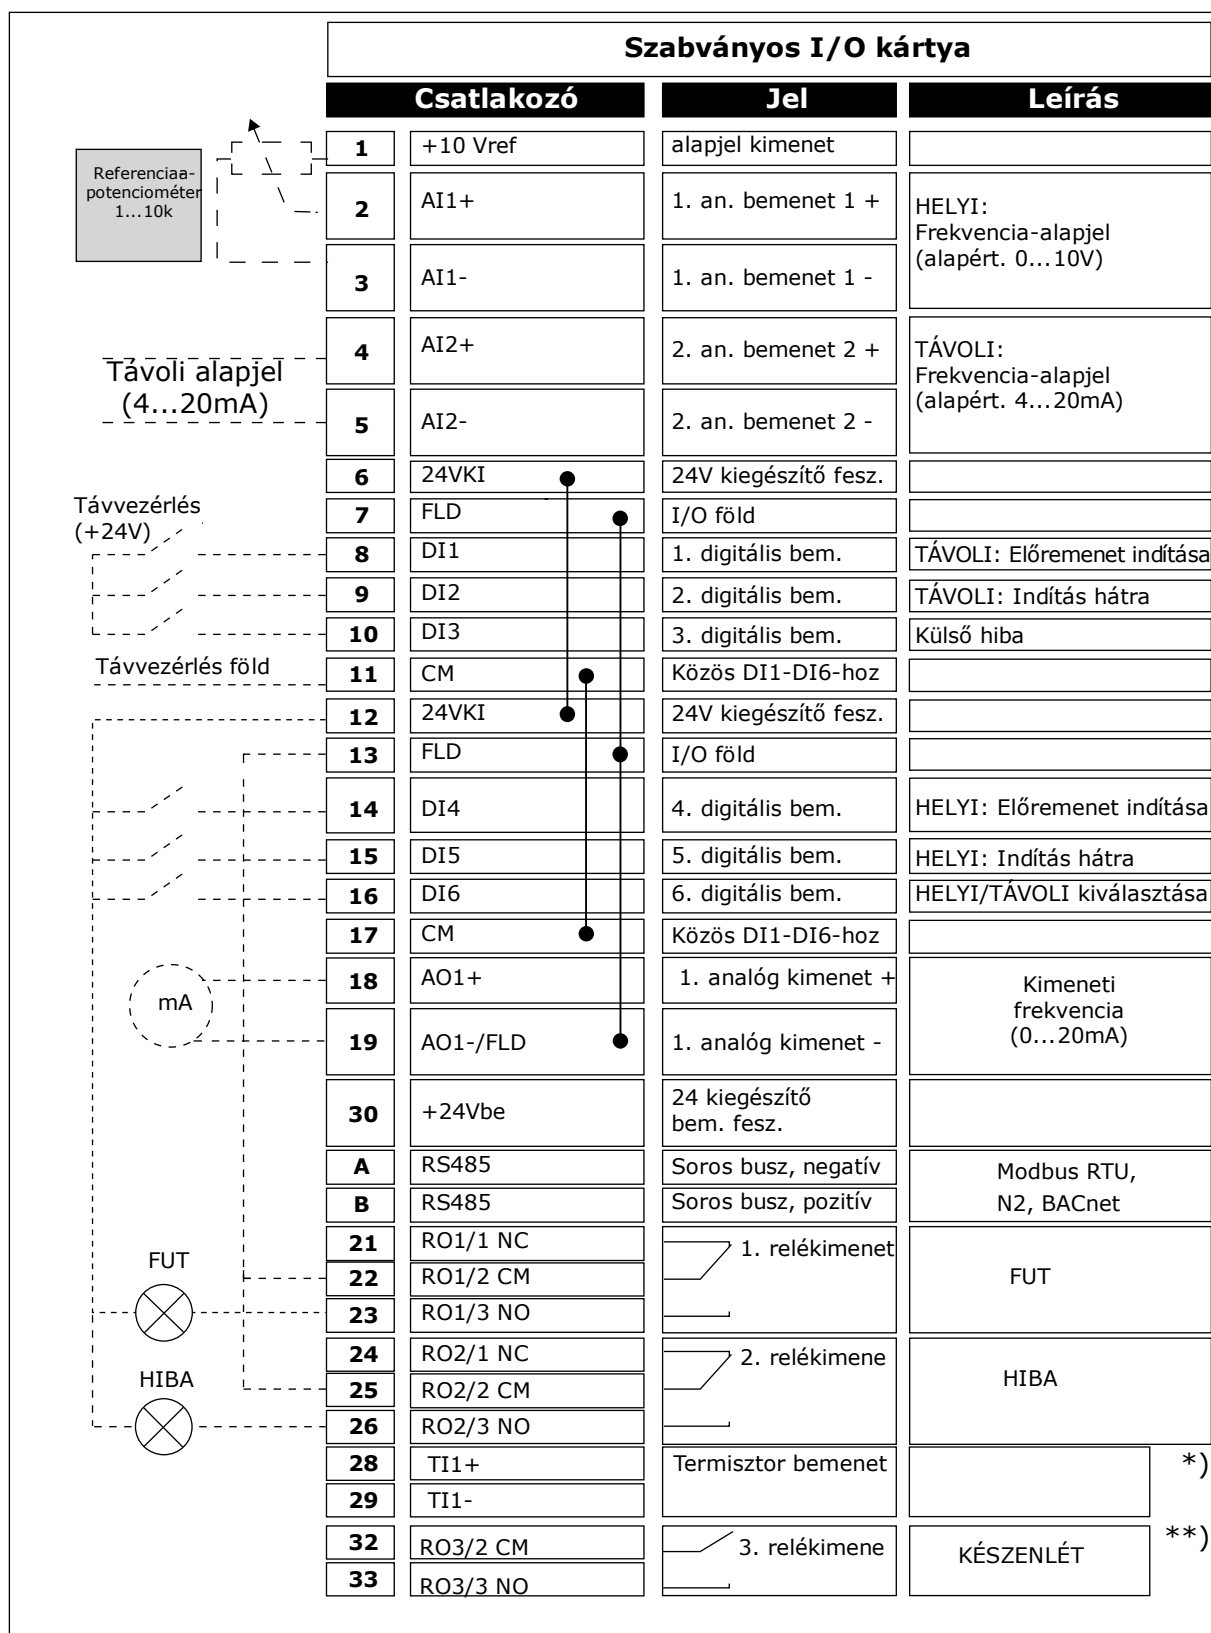 Szabványos I/O kártya
Csatlakozó Jel Leírás
Referenciaa-
potenciométer
1...10k
1 +10 Vref alapjel kimenet
2 AI1+ 1. an. bemenet 1 +
HELYI:
Frekvencia-alapjel
(alapért. 0...10V)
3 AI1- 1. an. bemenet 1 -
Távoli alapjel
(4...20mA)
4 AI2+ 2. an. bemenet 2 +
TÁVOLI:
Frekvencia-alapjel
(alapért. 4...20mA)
5 AI2- 2. an. bemenet 2 -
6 24VKI 24V kiegészítő fesz.
Távvezérlés
(+24V)
7 FLD I/O föld
8 DI1 1. digitális bem. TÁVOLI: Előremenet indítása
9 DI2 2. digitális bem. TÁVOLI: Indítás hátra
10 DI3 3. digitális bem. Külső hiba
Távvezérlés föld
11 CM Közös DI1-DI6-hoz
12 24VKI 24V kiegészítő fesz.
13 FLD I/O föld
14 DI4 4. digitális bem. HELYI: Előremenet indítása
15 DI5 5. digitális bem. HELYI: Indítás hátra
16 DI6 6. digitális bem. HELYI/TÁVOLI kiválasztása
17 CM Közös DI1-DI6-hoz
mA
18 AO1+ 1. analóg kimenet +
Kimeneti
frekvencia
(0...20mA)
19 AO1-/FLD 1. analóg kimenet -
30 +24Vbe 24 kiegészítő
bem. fesz.
A RS485 Soros busz, negatív Modbus RTU,
B RS485 Soros busz, pozitív N2, BACnet
21 RO1/1 NC 1. relékimenet
FUT
22 RO1/2 CM FUT
23 RO1/3 NO
24 RO2/1 NC 2. relékimene
HIBA
25 RO2/2 CM HIBA
26 RO2/3 NO
28 TI1+ Termisztor bemenet *)
29 TI1-
32 RO3/2 CM 3. relékimene KÉSZENLÉT **)
33 RO3/3 NO